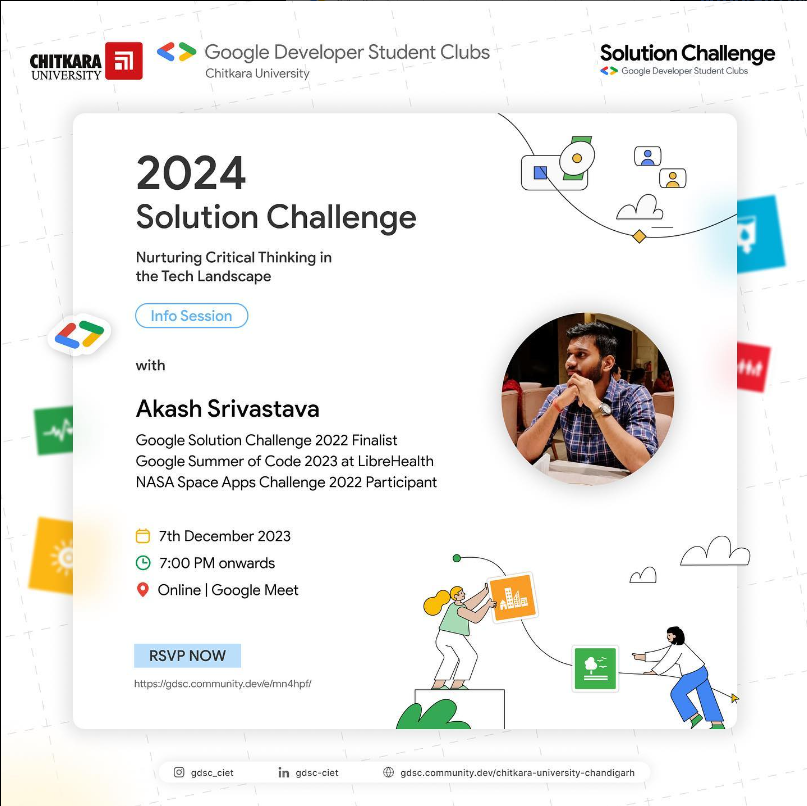 CHITKARA
UNIVERSITY
Google Developer Student Clubs
Chitkara University
Solution Challenge
Google Developer Student Clubs
2024
Solution Challenge
Nurturing Critical Thinking in
the Tech Landscape
Info Session
with
Akash Srivastava
Google Solution Challenge 2022 Finalist
Google Summer of Code 2023 at LibreHealth
NASA Space Apps Challenge 2022 Participant
7th December 2023
7:00 PM onwards
Online | Google Meet
RSVP NOW
https://gdsc.community.dev/e/mn4hpf/
gdsc_ciet
gdsc-ciet
gdsc.community.dev/chitkara-university-chandigarh